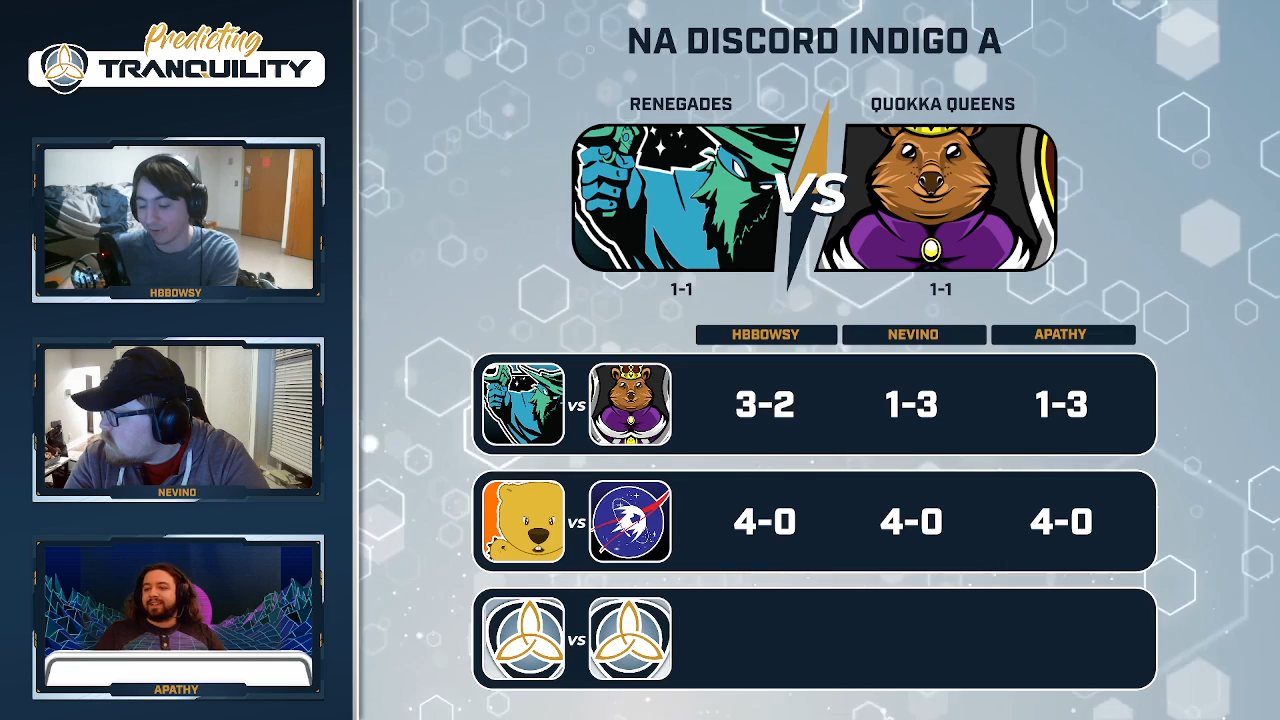 Predicting
TRANQUILITY
HBBOWSY
NEVINO
APATHY
NA DISCORD INDIGO A
RENEGADES
QUOKKA QUEENS
VS
1-1
1-1
HBBOWSY
NEVINO
APATHY
VS
3-2
1-3
1-3
VS
4-0
4-0
4-0
VS